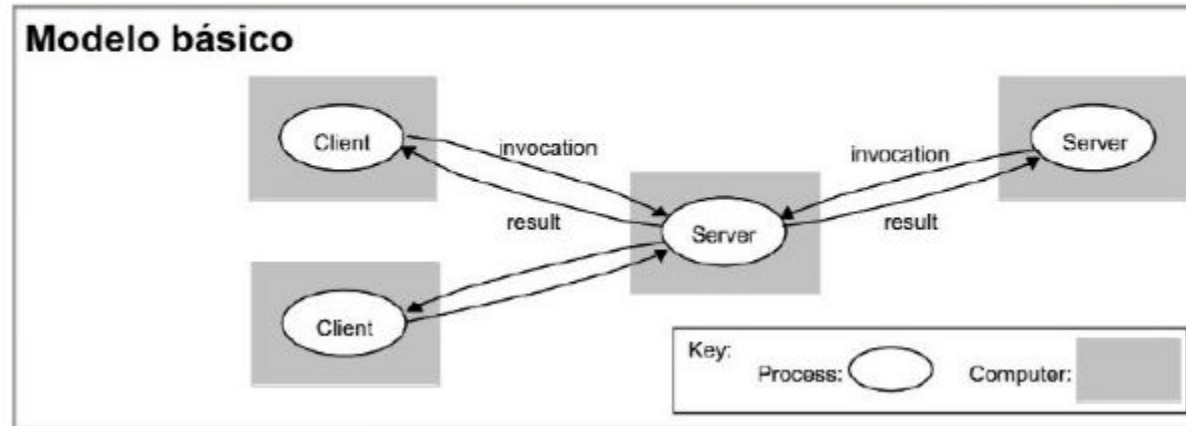 Modelo básico
Client
invocation
result
Server
invocation
result
Server
Client
Key:
Process:
Computer: